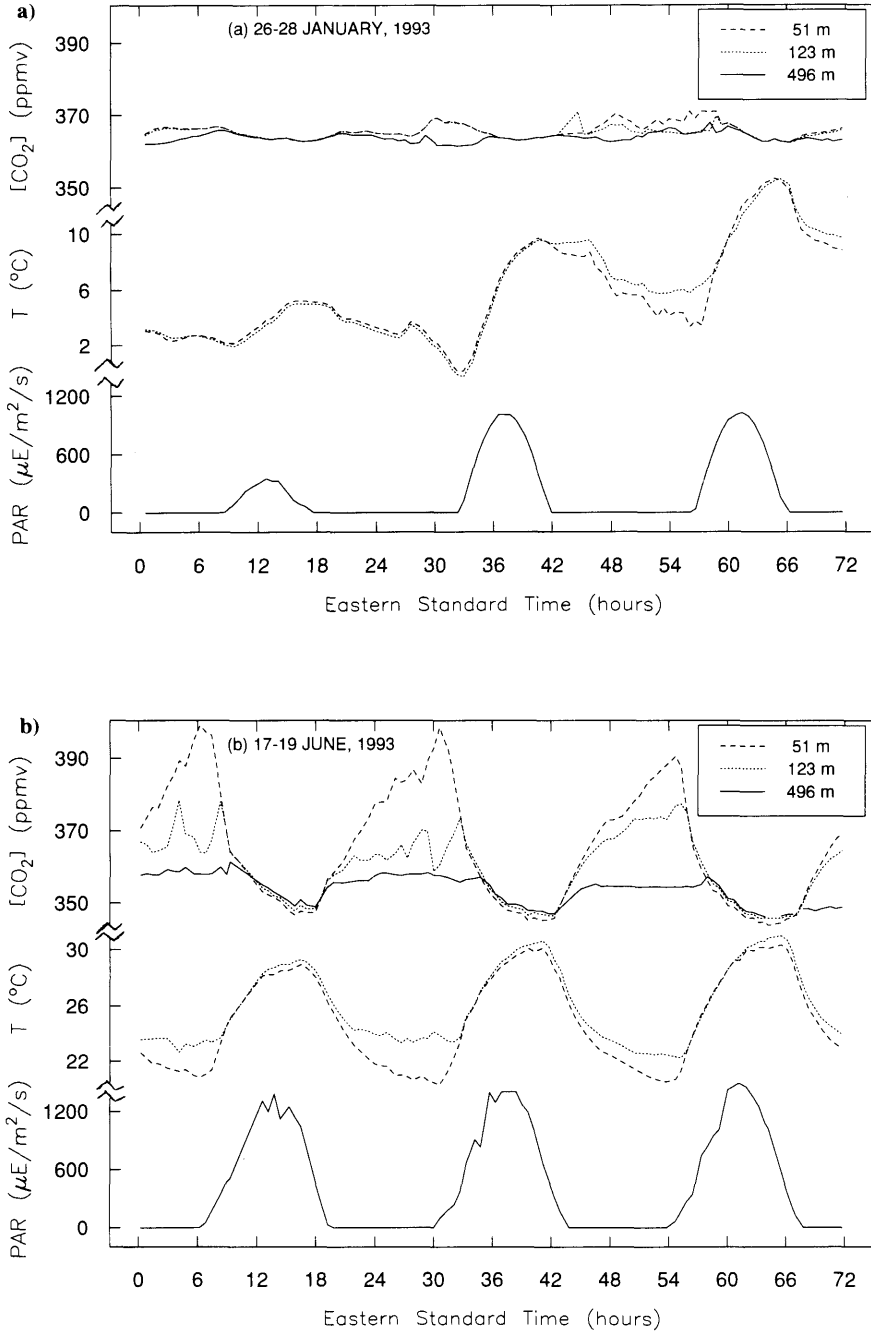 a)
(a) 26-28 JANUARY, 1993
51 m
123 m
496 m
[CO2] (ppmv)
390
370
350
T (°C)
10
6
2
PAR (μE/m²/s)
1200
600
0
0 6 12 18 24 30 36 42 48 54 60 66 72
Eastern Standard Time (hours)
b)
(b) 17-19 JUNE, 1993
51 m
123 m
496 m
[CO2] (ppmv)
390
370
350
T (°C)
30
26
22
PAR (μE/m²/s)
1200
600
0
0 6 12 18 24 30 36 42 48 54 60 66 72
Eastern Standard Time (hours)